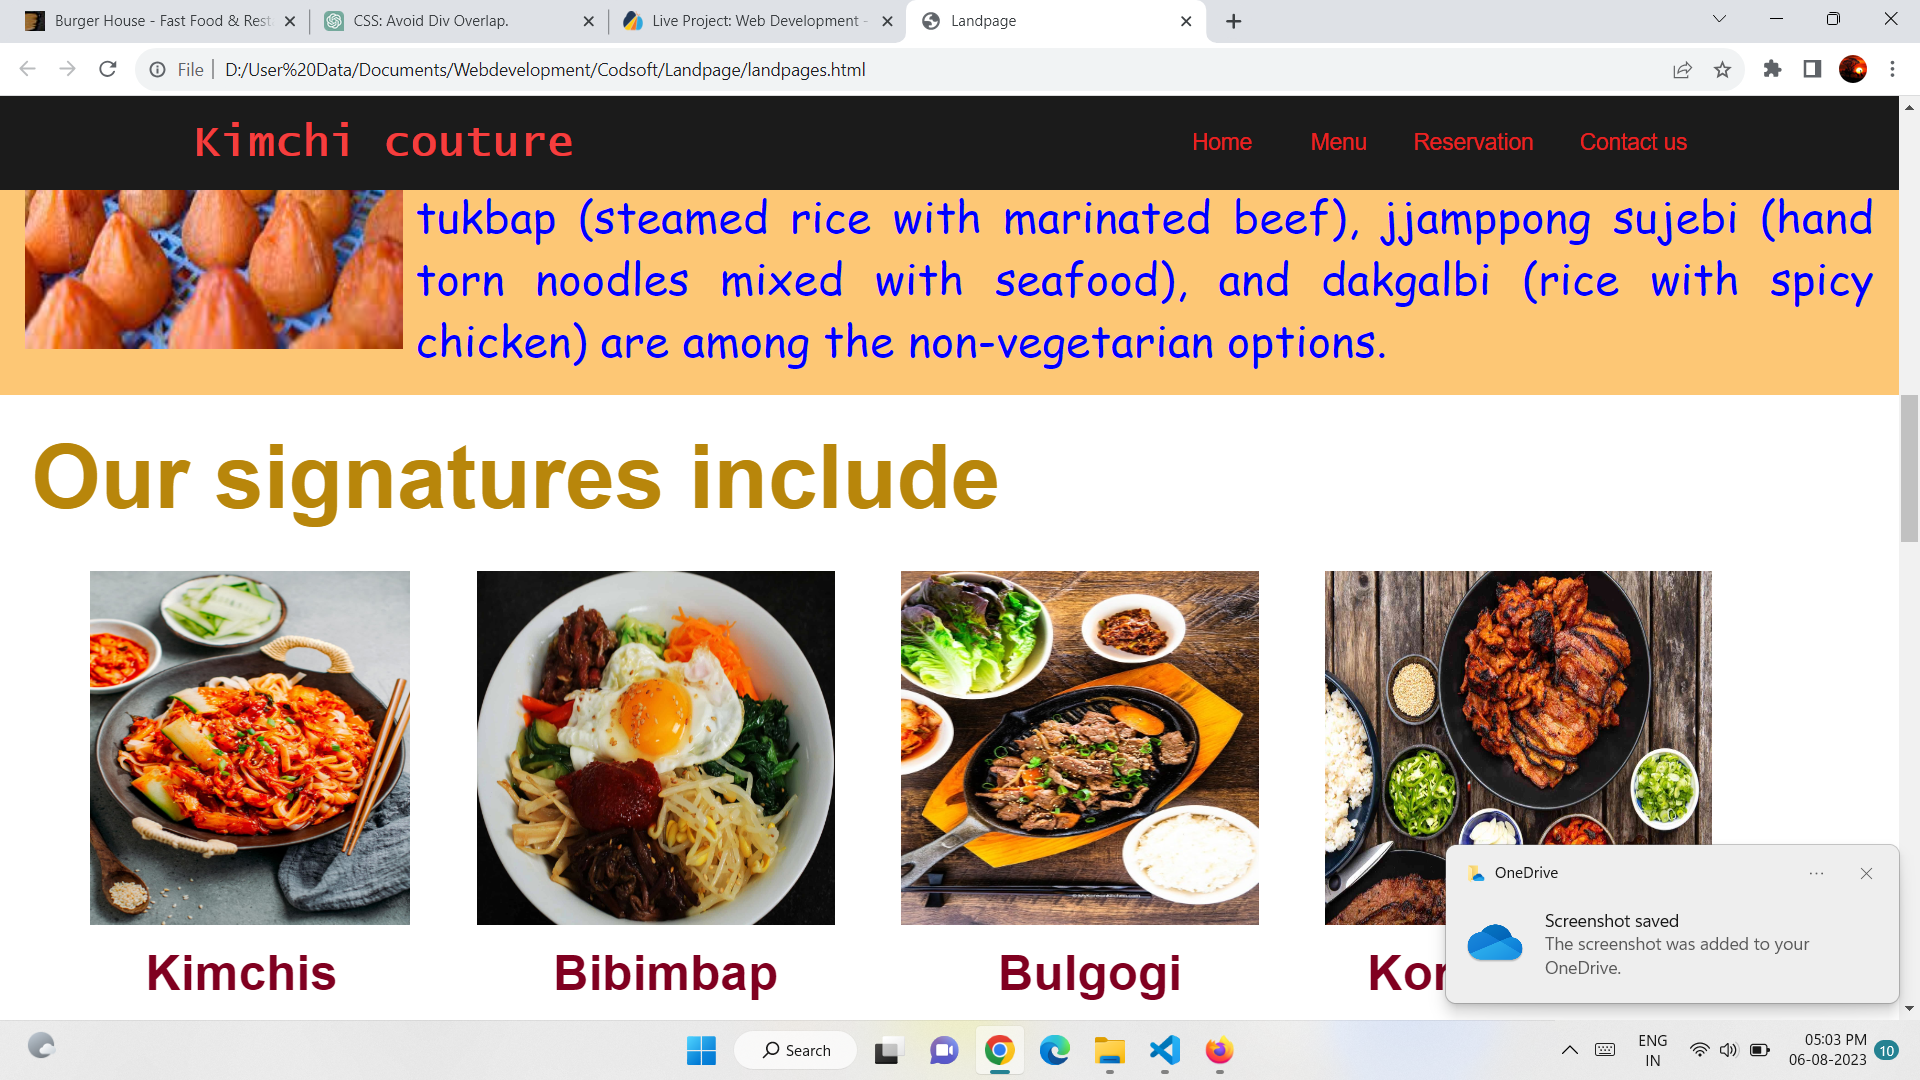 Burger House - Fast Food & Rest
CSS: Avoid Div Overlap.
Live Project: Web Development -
Landpage
File
D:/User%20Data/Documents/Webdevelopment/Codsoft/Landpage/landpages.html
Kimchi couture
Home Menu Reservation Contact us
tukbap (steamed rice with marinated beef), jjamppong sujebi (hand
torn noodles mixed with seafood), and dakgalbi (rice with spicy
chicken) are among the non-vegetarian options.
Our signatures include
Kimchis
Bibimbap
Bulgogi
Kor
OneDrive
Screenshot saved
The screenshot was added to your
OneDrive.
Search
ENG
IN
05:03 PM
06-08-2023
10